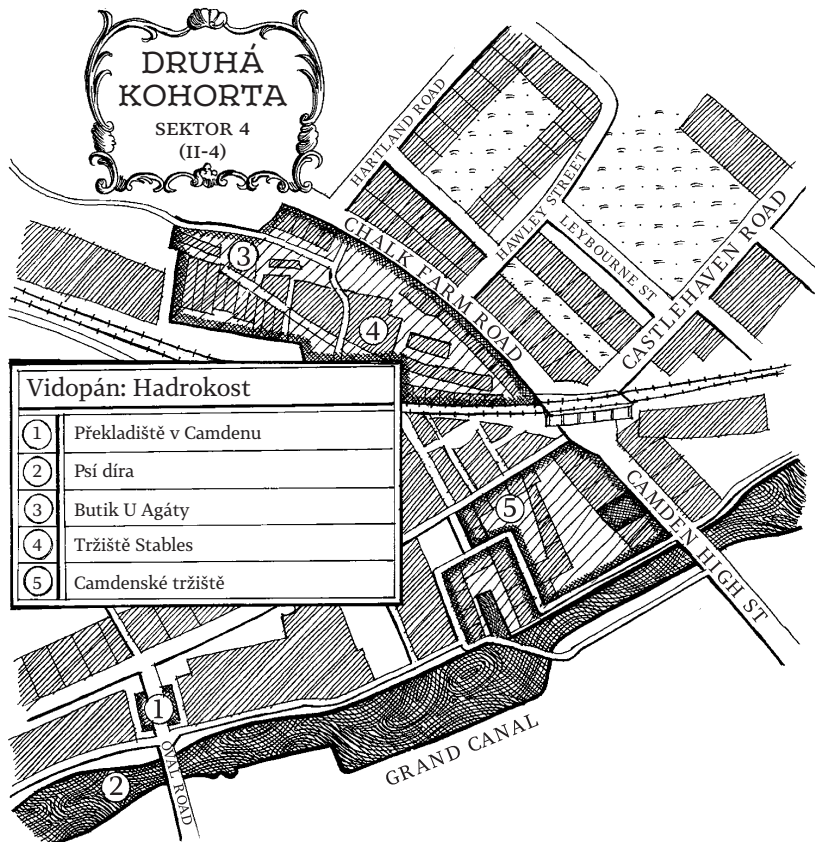 DRUHÁ
KOHORTA
SEKTOR 4
(II-4)
HARTLAND ROAD
CHALK FARM ROAD
HAWLEY STREET
LEYBOURNE ST
CASTLEHAVEN ROAD
3
4
Vidopán: Hadrokost
1 Překladiště v Camdenu
2 Psí díra
3 Butik U Agáty
4 Tržiště Stables
5 Camdenské tržiště
5
CAMDEN HIGH ST
1
OVAL ROAD
GRAND CANAL
2